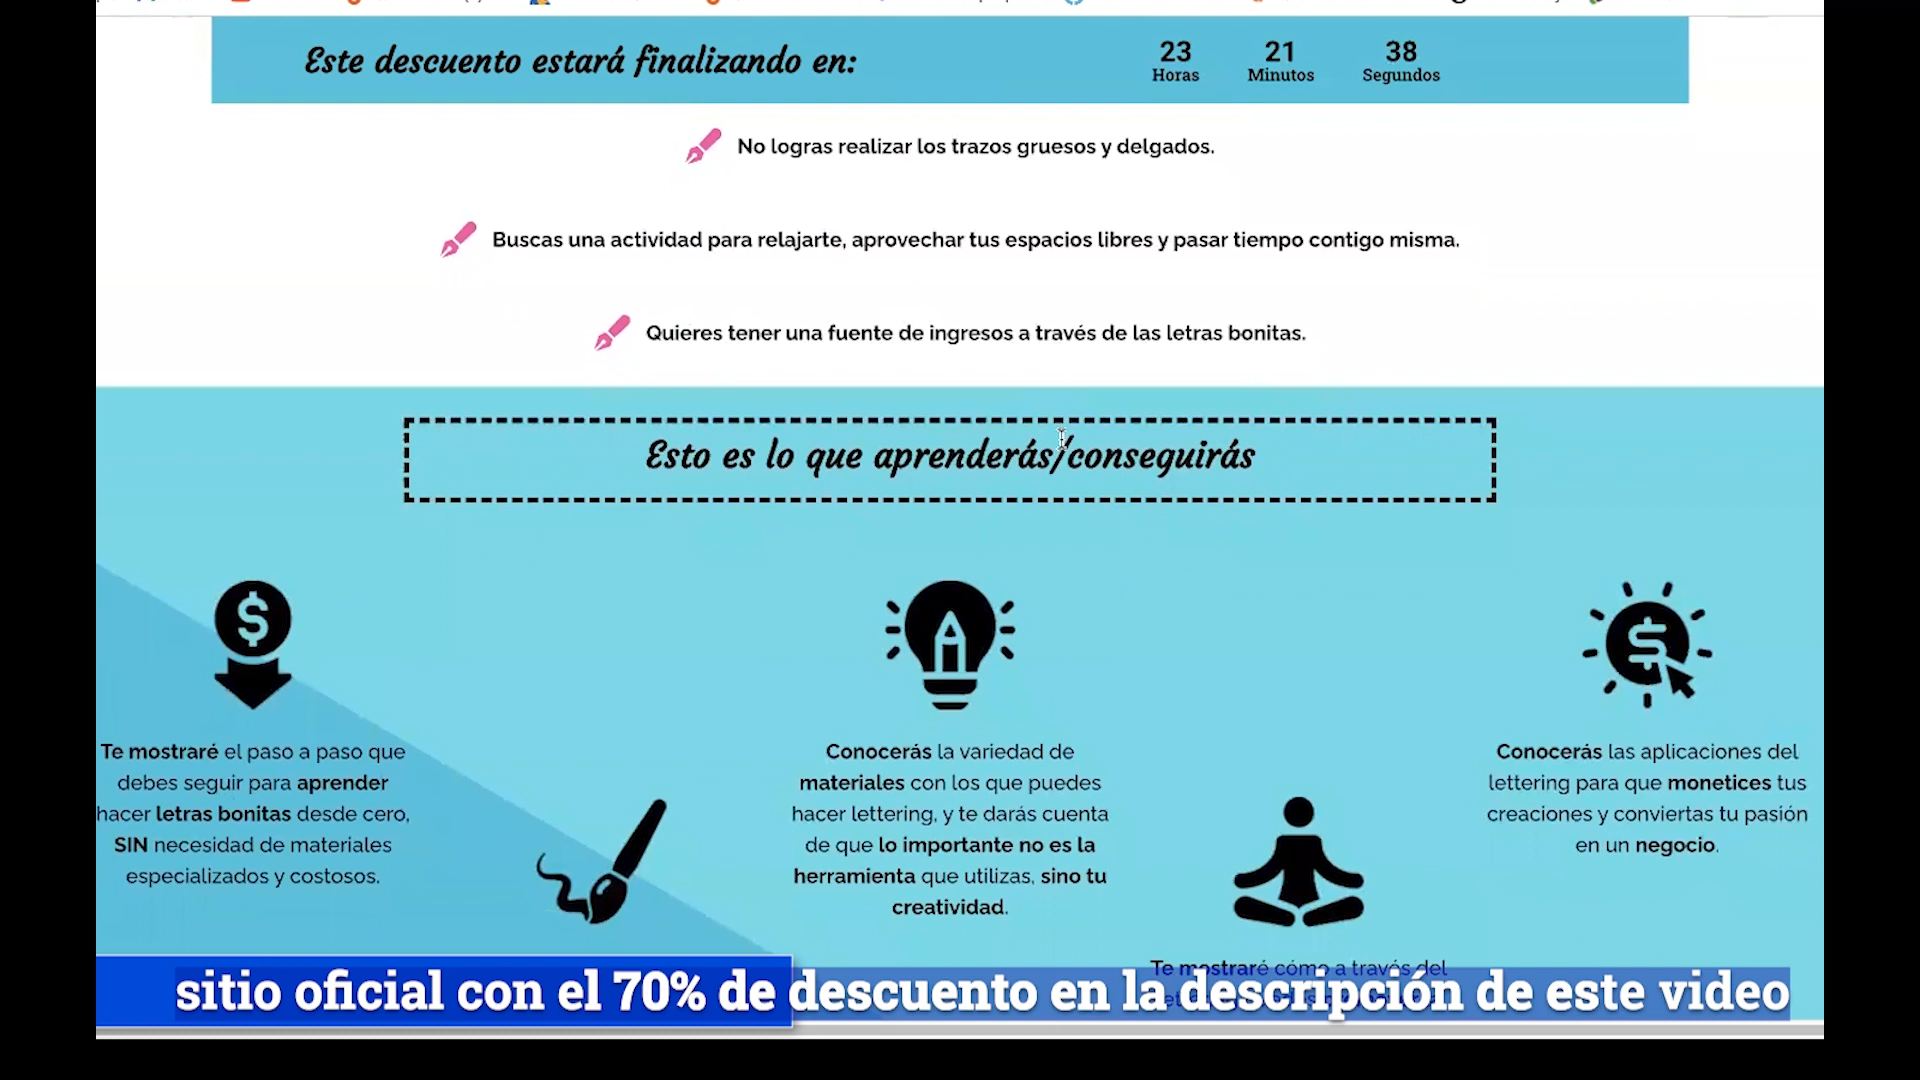 Este descuento estará finalizando en:
23 21 38
Horas Minutos Segundos
No logras realizar los trazos gruesos y delgados.
Buscas una actividad para relajarte, aprovechar tus espacios libres y pasar tiempo contigo misma.
Quieres tener una fuente de ingresos a través de las letras bonitas.
Esto es lo que aprenderás/conseguirás
Te mostraré el paso a paso que
debes seguir para aprender
hacer letras bonitas desde cero,
SIN necesidad de materiales
especializados y costosos.
Conocerás la variedad de
materiales con los que puedes
hacer lettering, y te darás cuenta
de que lo importante no es la
herramienta que utilizas, sino tu
creatividad.
Te mostraré cómo a través del
Conocerás las aplicaciones del
lettering para que monetices tus
creaciones y conviertas tu pasión
en un negocio.
sitio oficial con el 70% de descuento en la descripción de este video